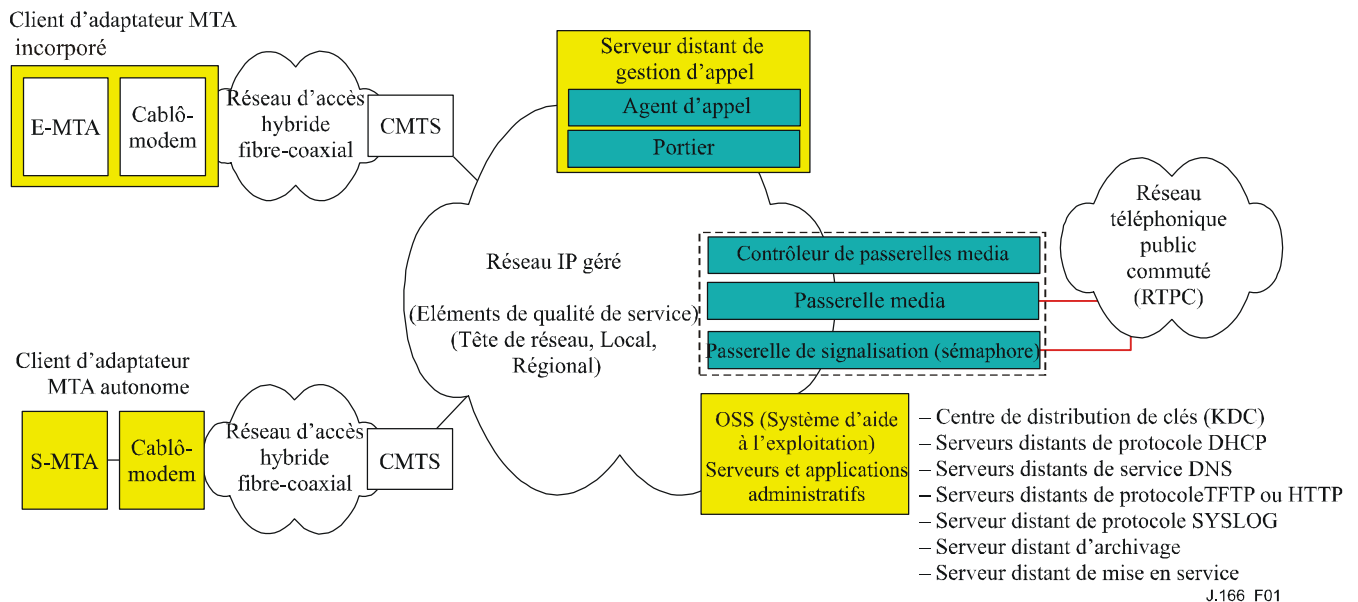 Client d'adaptateur MTA
incorporé
E-MTA
Cablô-
modem
Réseau d'accès
hybride
fibre-coaxial
CMTS
Serveur distant de
gestion d'appel
Agent d'appel
Portier
Réseau IP géré
(Eléments de qualité de service)
(Tête de réseau, Local,
Régional)
Contrôleur de passerelles media
Passerelle media
Passerelle de signalisation (sémaphore)
Réseau
téléphonique
public
commuté
(RTPC)
Client d'adaptateur
MTA autonome
S-MTA
Cablô-
modem
Réseau d'accès
hybride
fibre-coaxial
CMTS
OSS (Système d'aide
à l'exploitation)
Serveurs et applications
administratifs
– Centre de distribution de clés (KDC)
– Serveurs distants de protocole DHCP
– Serveurs distants de service DNS
– Serveurs distants de protocoleTFTP ou HTTP
– Serveur distant de protocole SYSLOG
– Serveur distant d'archivage
– Serveur distant de mise en service
J.166_F01